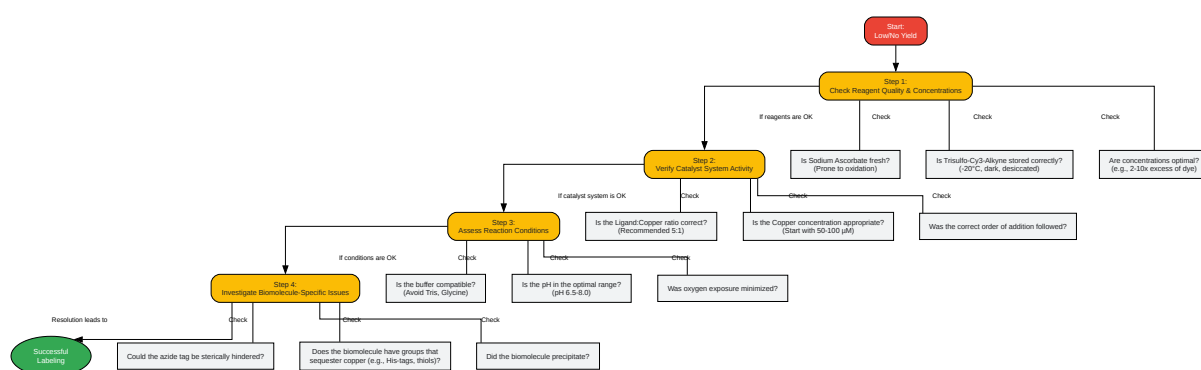 Start:
Low/No Yield
Step 1:
Check Reagent Quality & Concentrations
If reagents are OK
Check
Check
Check
Step 2:
Verify Catalyst System Activity
Is Sodium Ascorbate fresh?
(Prone to oxidation)
Is Trisulfo-Cy3-Alkyne stored correctly?
(-20°C, dark, desiccated)
Are concentrations optimal?
(e.g., 2-10x excess of dye)
If catalyst system is OK
Check
Check
Check
Step 3:
Assess Reaction Conditions
Is the Ligand:Copper ratio correct?
(Recommended 5:1)
Is the Copper concentration appropriate?
(Start with 50-100 µM)
Was the correct order of addition followed?
If conditions are OK
Check
Check
Check
Step 4:
Investigate Biomolecule-Specific Issues
Is the buffer compatible?
(Avoid Tris, Glycine)
Is the pH in the optimal range?
(pH 6.5-8.0)
Was oxygen exposure minimized?
Resolution leads to
Check
Check
Check
Successful
Labeling
Could the azide tag be sterically hindered?
Does the biomolecule have groups that
sequester copper (e.g., His-tags, thiols)?
Did the biomolecule precipitate?